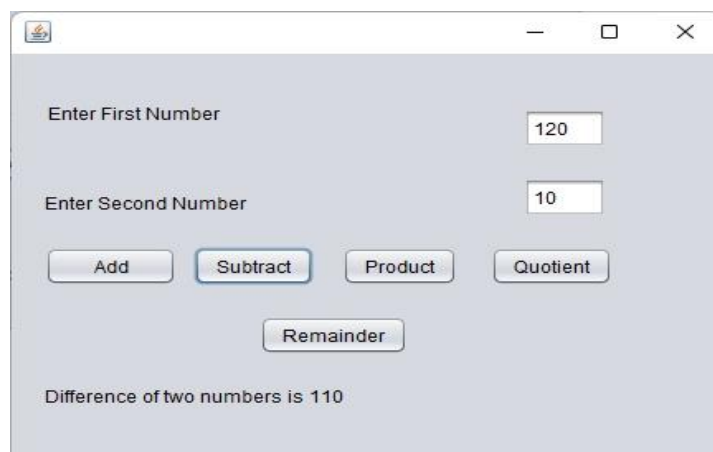 Enter First Number 120
Enter Second Number 10
Add Subtract Product Quotient
Remainder
Difference of two numbers is 110